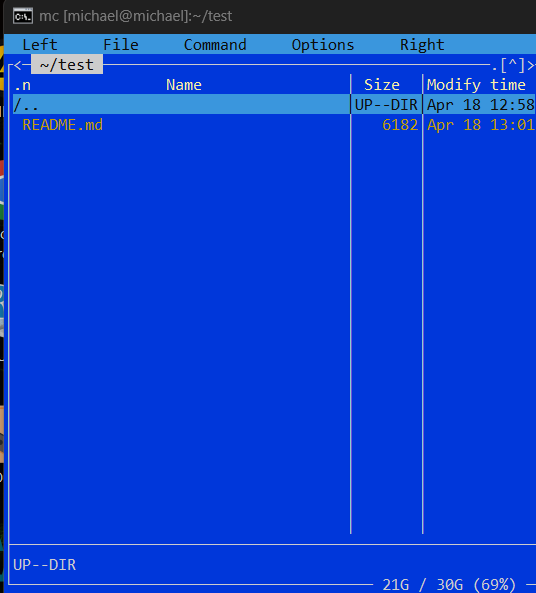 mc [michael@michael]:~/test
Left File Command Options Right
<─ ~/test ─.[^]>
.n Name Size Modify time
/.. UP--DIR Apr 18 12:58
README.md 6182 Apr 18 13:01
UP--DIR
21G / 30G (69%)